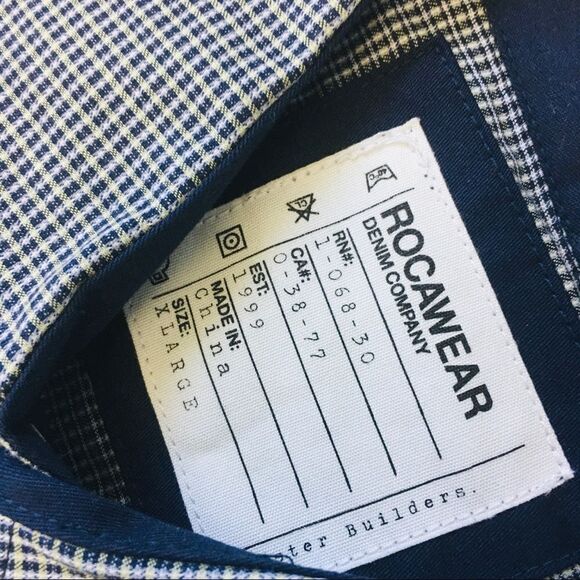 ROCAWEAR
DENIM COMPANY
RN#:
1-068-30
CA#:
0-38-77
EST:
1999
MADE IN:
China
SIZE:
XLARGE
Builders.